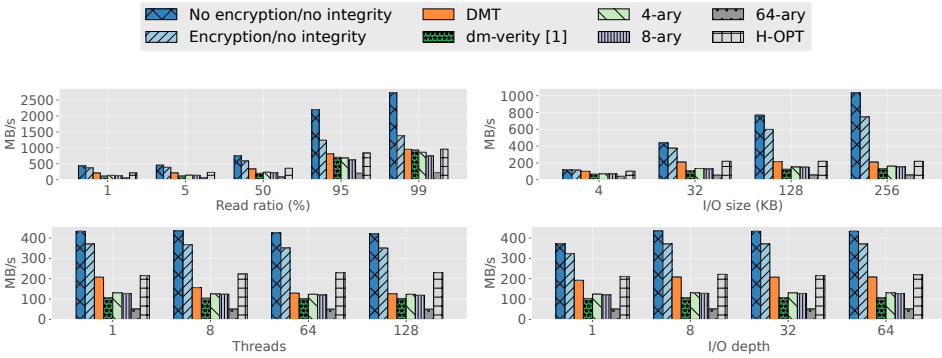 No encryption/no integrity DMT 4-ary 64-ary
Encryption/no integrity dm-verity [1] 8-ary H-OPT
2500
2000
1500
1000
500
0
MB/s
1 5 50 95 99
Read ratio (%)
1000
800
600
400
200
0
MB/s
4 32 128 256
I/O size (KB)
400
300
200
100
0
MB/s
1 8 64 128
Threads
400
300
200
100
0
MB/s
1 8 32 64
I/O depth